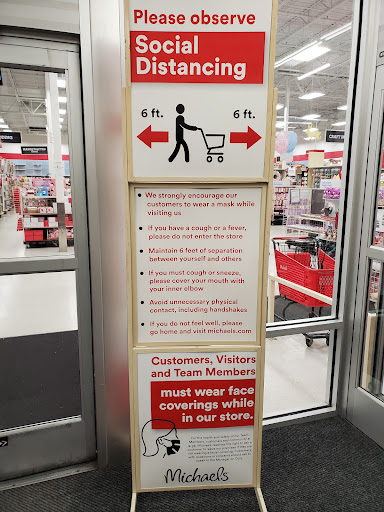 Please observe
Social
Distancing
6 ft.
6 ft.
• We strongly encourage our
customers to wear a mask while
visiting us
• If you have a cough or a fever,
please do not enter the store
• Maintain 6 feet of separation
between yourself and others
• If you must cough or sneeze,
please cover your mouth with
your inner elbow
• Avoid unnecessary physical
contact, including handshakes
• If you do not feel well, please
go home and visit michaels.com
Customers, Visitors
and Team Members
must wear face
coverings while
in our store.
Michaels